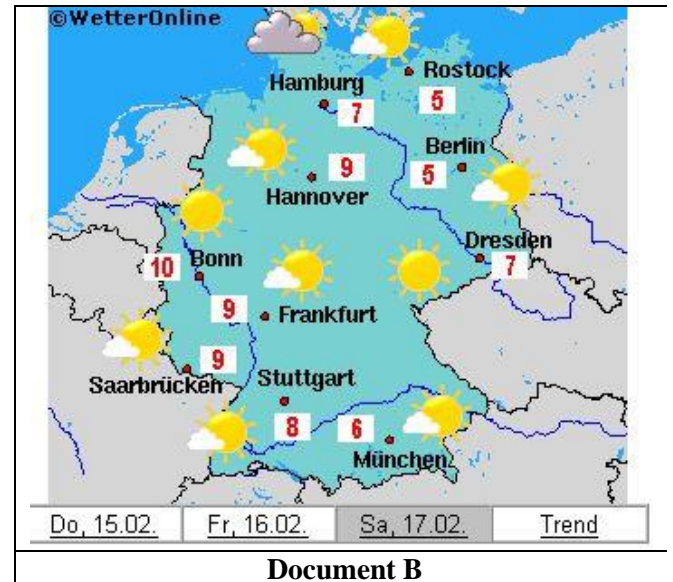 ©WetterOnline
Hamburg
7
Rostock
5
Berlin
5
9
Hannover
Dresden
7
10
Bonn
9
Frankfurt
9
Saarbrücken
Stuttgart
8
6
München
Do, 15.02. Fr, 16.02. Sa, 17.02. Trend
Document B